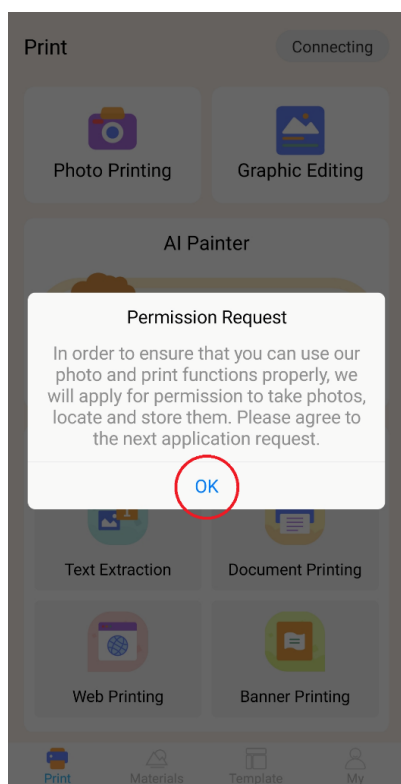 Print
Connecting
Photo Printing
Graphic Editing
AI Painter
Permission Request
In order to ensure that you can use our
photo and print functions properly, we
will apply for permission to take photos,
locate and store them. Please agree to
the next application request.
OK
Text Extraction
Document Printing
Web Printing
Banner Printing
Print
Materials
Template
My